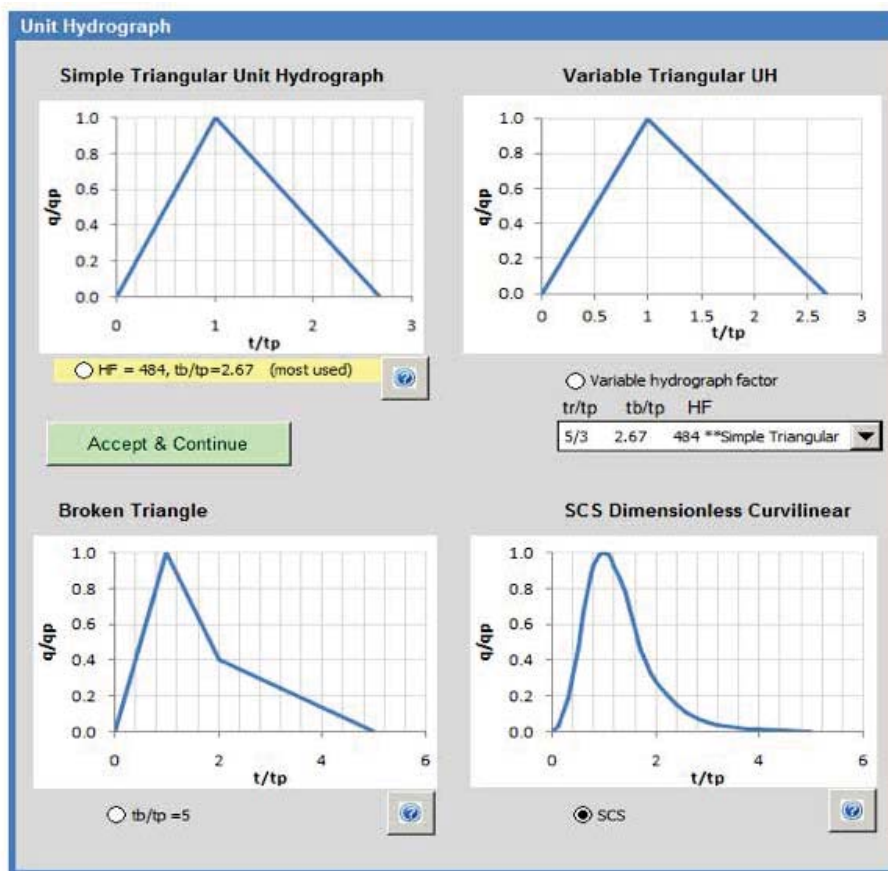 Unit Hydrograph
Simple Triangular Unit Hydrograph
1.0
0.8
0.6
0.4
0.2
0.0
q/qp
0 1 2 3
t/tp
HF = 484, tb/tp=2.67 (most used)
Variable Triangular UH
1.0
0.8
0.6
0.4
0.2
0.0
q/qp
0 0.5 1 1.5 2 2.5 3
t/tp
Variable hydrograph factor
tr/tp tb/tp HF
5/3 2.67 484 **Simple Triangular
Accept & Continue
Broken Triangle
1.0
0.8
0.6
0.4
0.2
0.0
q/qp
0 2 4 6
t/tp
tb/tp =5
SCS Dimensionless Curvilinear
1.0
0.8
0.6
0.4
0.2
0.0
q/qp
0 2 4 6
t/tp
SCS